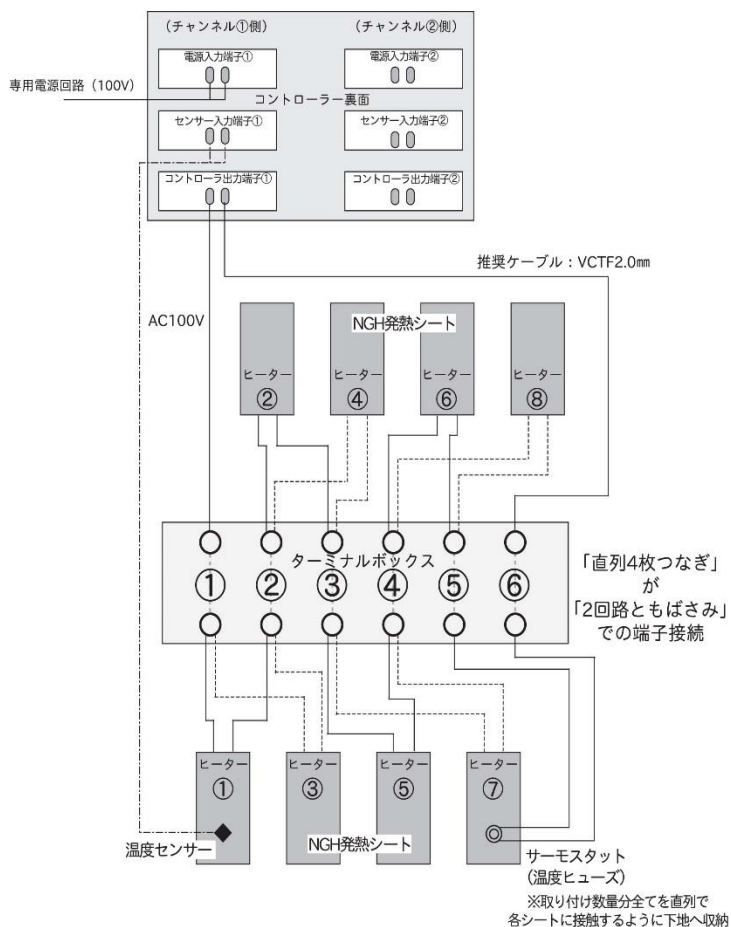 (チャンネル①側)
(チャンネル②側)
電源入力端子①
電源入力端子②
専用電源回路（100V）
コントローラー裏面
センサー入力端子①
センサー入力端子②
コントローラ出力端子①
コントローラ出力端子②
推奨ケーブル：VCTF2.0㎜
AC100V
NGH発熱シート
ヒーター
②
ヒーター
④
ヒーター
⑥
ヒーター
⑧
ターミナルボックス
① ② ③ ④ ⑤ ⑥
「直列4枚つなぎ」
が
「2回路ともばさみ」
での端子接続
ヒーター
①
ヒーター
③
ヒーター
⑤
ヒーター
⑦
温度センサー
NGH発熱シート
サーモスタット
(温度ヒューズ)
※取り付け数量分全てを直列で
各シートに接触するように下地へ収納